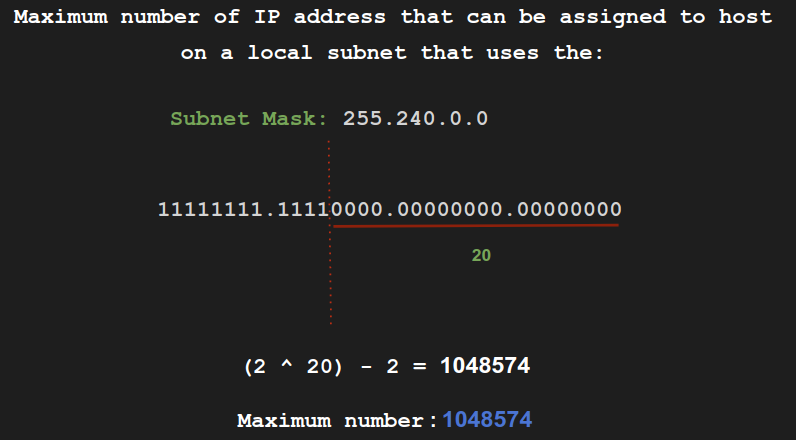 Maximum number of IP address that can be assigned to host
on a local subnet that uses the:
Subnet Mask: 255.240.0.0
11111111.11110000.00000000.00000000
20
(2 ^ 20) - 2 = 1048574
Maximum number: 1048574